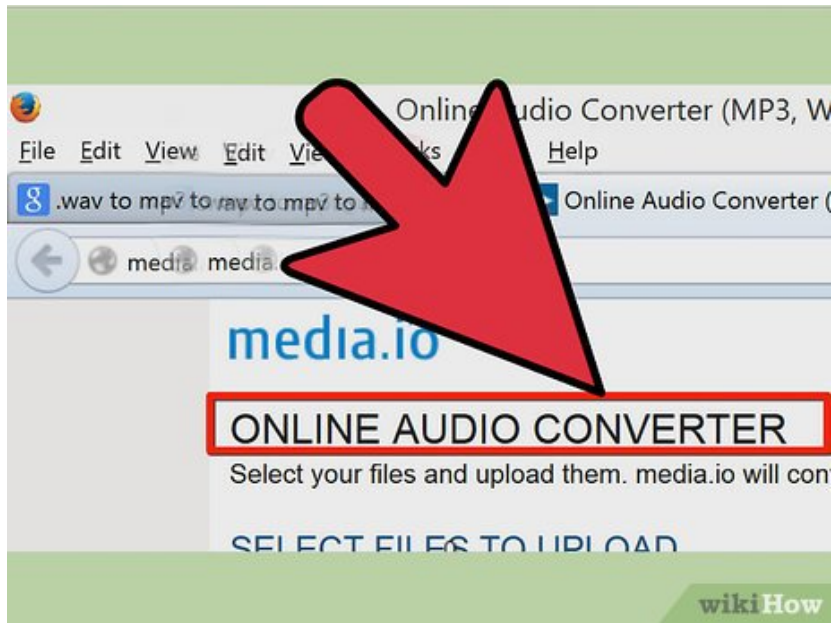 Online Audio Converter (MP3, W
File Edit View Edit Help
.wav to Online Audio Converter (
media media.
media.io
ONLINE AUDIO CONVERTER
Select your files and upload them. media.io will con
SELECT FILES TO UPLOAD
wikiHow